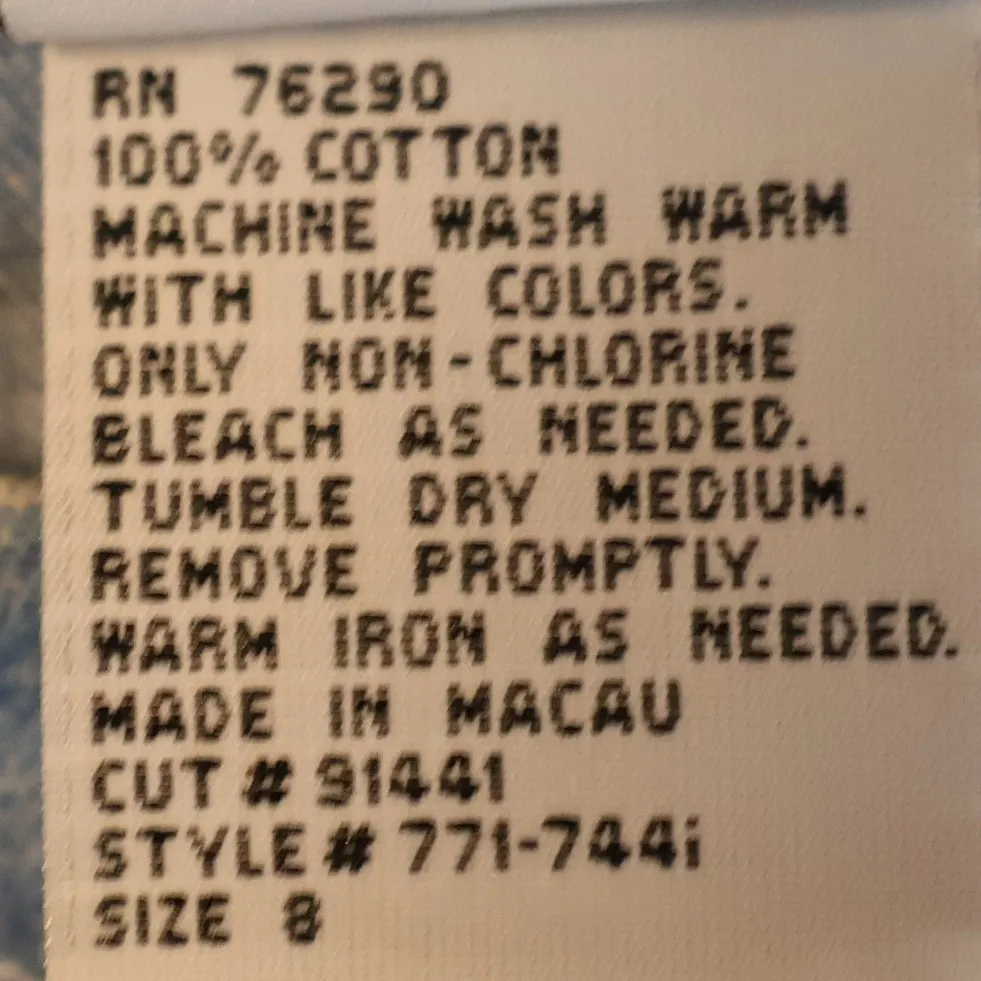 RN 76290
100% COTTON
MACHINE WASH WARM
WITH LIKE COLORS.
ONLY NON-CHLORINE
BLEACH AS NEEDED.
TUMBLE DRY MEDIUM.
REMOVE PROMPTLY.
WARM IRON AS NEEDED.
MADE IN MACAU
CUT # 91441
STYLE # 771-744i
SIZE 8